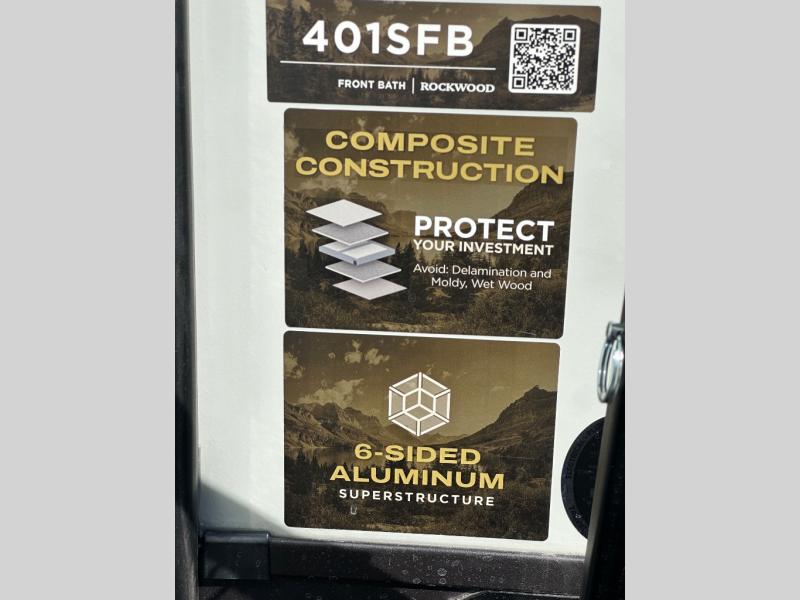 401SFB
FRONT BATH | ROCKWOOD
COMPOSITE
CONSTRUCTION
PROTECT
YOUR INVESTMENT
Avoid: Delamination and
Moldy, Wet Wood
6-SIDED
ALUMINUM
SUPERSTRUCTURE